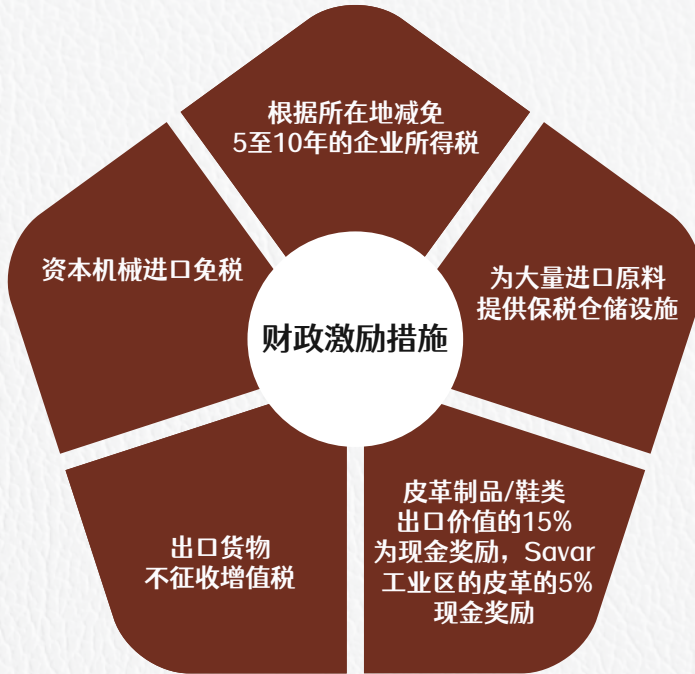 根据所在地减免
5至10年的企业所得税
资本机械进口免税
为大量进口原料
提供保税仓储设施
财政激励措施
出口货物
不征收增值税
皮革制品/鞋类
出口价值的15%
为现金奖励，Savar
工业区的皮革的5%
现金奖励